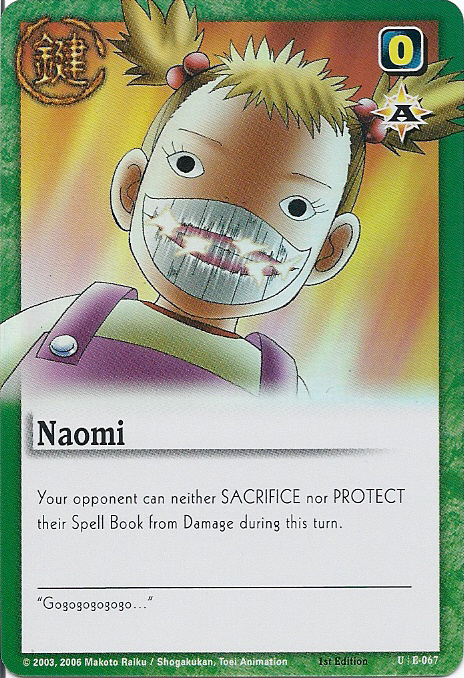 鍵
0
A
Naomi
Your opponent can neither SACRIFICE nor PROTECT
their Spell Book from Damage during this turn.
“Gogogogogogo...”
© 2003, 2006 Makoto Raiku / Shogakukan, Toei Animation 1st Edition U E-067